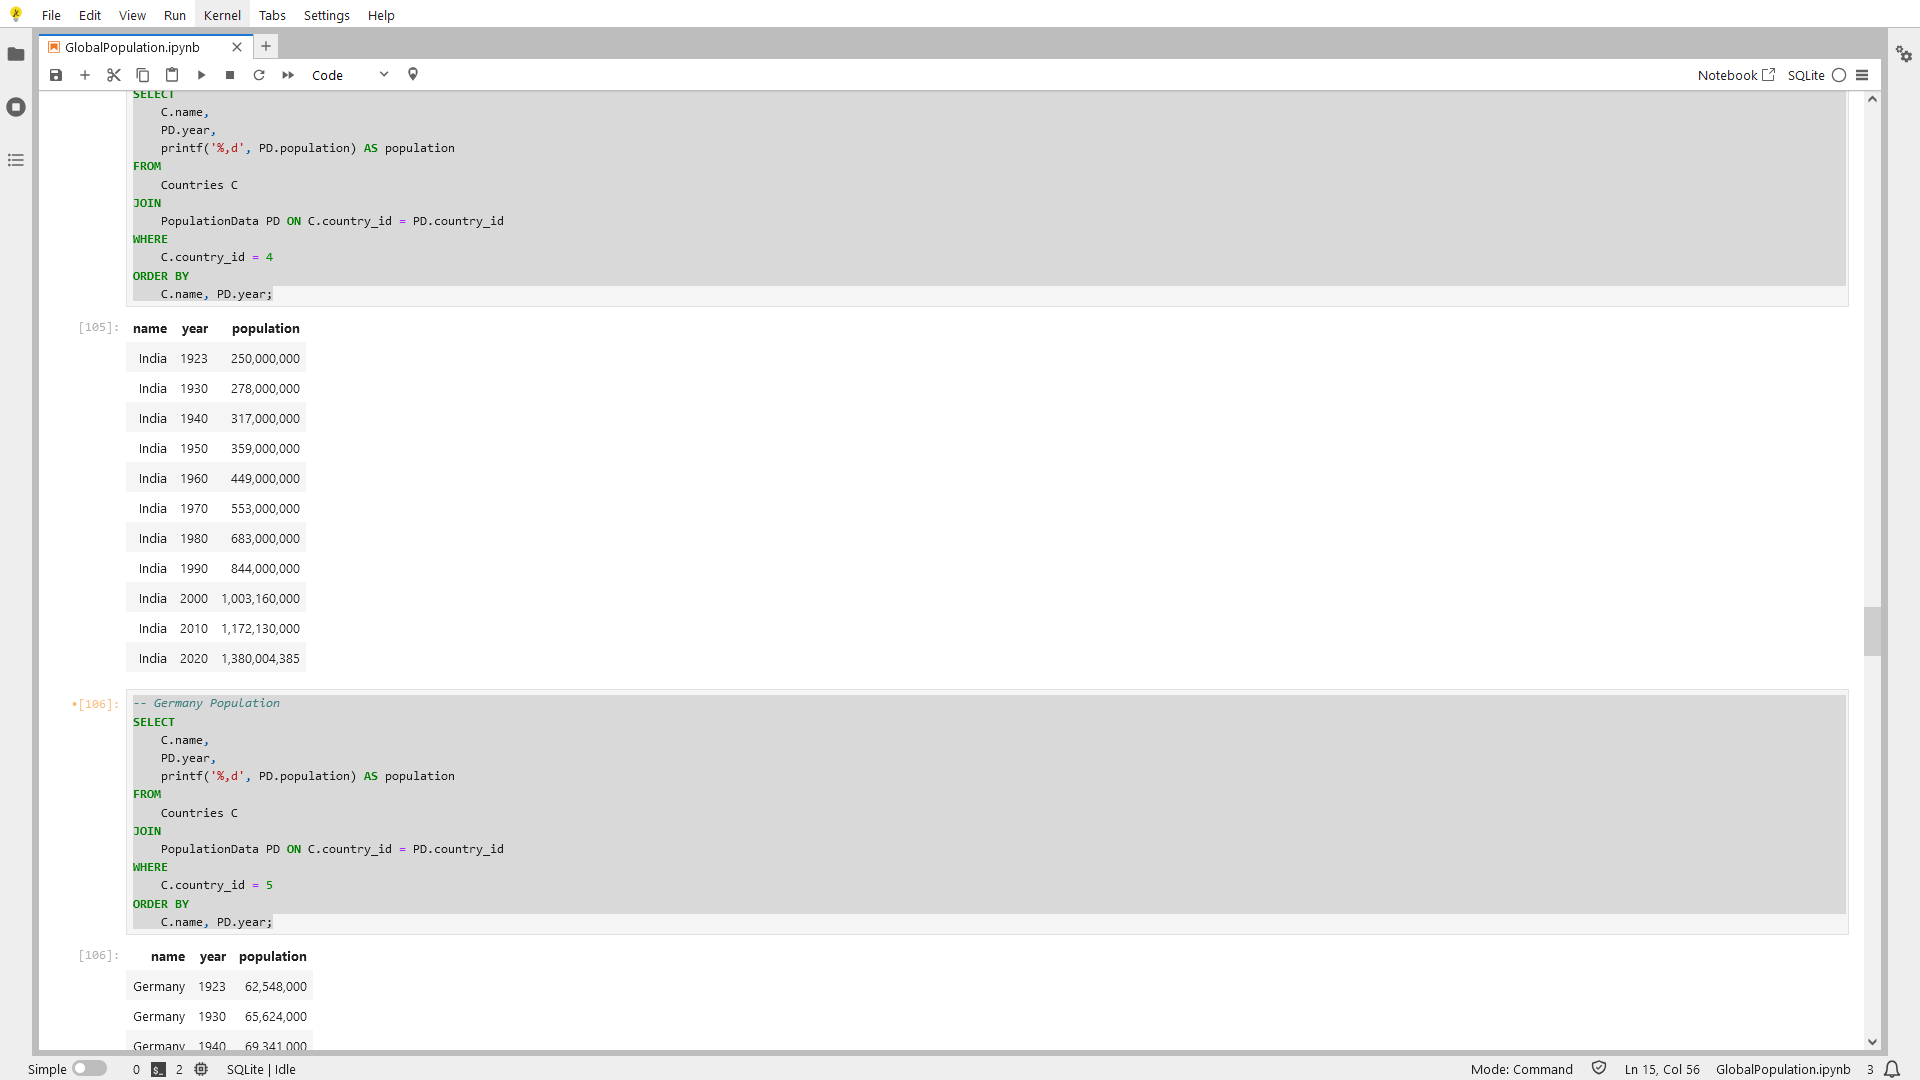 File Edit View Run Kernel Tabs Settings Help
GlobalPopulation.ipynb
Code
Notebook SQLite
SELECT
C.name,
PD.year,
printf('%,d', PD.population) AS population
FROM
Countries C
JOIN
PopulationData PD ON C.country_id = PD.country_id
WHERE
C.country_id = 4
ORDER BY
C.name, PD.year;
[105]: name year population
India 1923 250,000,000
India 1930 278,000,000
India 1940 317,000,000
India 1950 359,000,000
India 1960 449,000,000
India 1970 553,000,000
India 1980 683,000,000
India 1990 844,000,000
India 2000 1,003,160,000
India 2010 1,172,130,000
India 2020 1,380,004,385
•[106]: -- Germany Population
SELECT
C.name,
PD.year,
printf('%,d', PD.population) AS population
FROM
Countries C
JOIN
PopulationData PD ON C.country_id = PD.country_id
WHERE
C.country_id = 5
ORDER BY
C.name, PD.year;
[106]: name year population
Germany 1923 62,548,000
Germany 1930 65,624,000
Germany 1940 69,341,000
Simple 0 $_ 2 SQLite | Idle Mode: Command Ln 15, Col 56 GlobalPopulation.ipynb 3